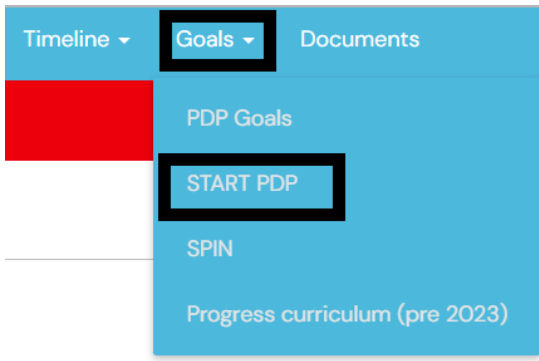 Timeline Goals Documents
PDP Goals
START PDP
SPIN
Progress curriculum (pre 2023)